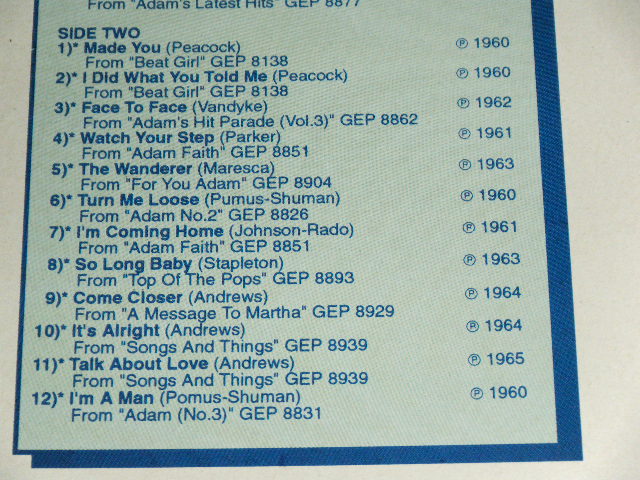 From "Adam's Latest Hits" GEP 8877
SIDE TWO
1)* Made You (Peacock) ℗ 1960
From "Beat Girl" GEP 8138
2)* I Did What You Told Me (Peacock) ℗ 1960
From "Beat Girl" GEP 8138
3)* Face To Face (Vandyke) ℗ 1962
From "Adam's Hit Parade (Vol.3)" GEP 8862
4)* Watch Your Step (Parker) ℗ 1961
From "Adam Faith" GEP 8851
5)* The Wanderer (Maresca) ℗ 1963
From "For You Adam" GEP 8904
6)* Turn Me Loose (Pumus-Shuman) ℗ 1960
From "Adam No.2" GEP 8826
7)* I'm Coming Home (Johnson-Rado) ℗ 1961
From "Adam Faith" GEP 8851
8)* So Long Baby (Stapleton) ℗ 1963
From "Top Of The Pops" GEP 8893
9)* Come Closer (Andrews) ℗ 1964
From "A Message To Martha" GEP 8929
10)* It's Alright (Andrews) ℗ 1964
From "Songs And Things" GEP 8939
11)* Talk About Love (Andrews) ℗ 1965
From "Songs And Things" GEP 8939
12)* I'm A Man (Pomus-Shuman) ℗ 1960
From "Adam (No.3)" GEP 8831